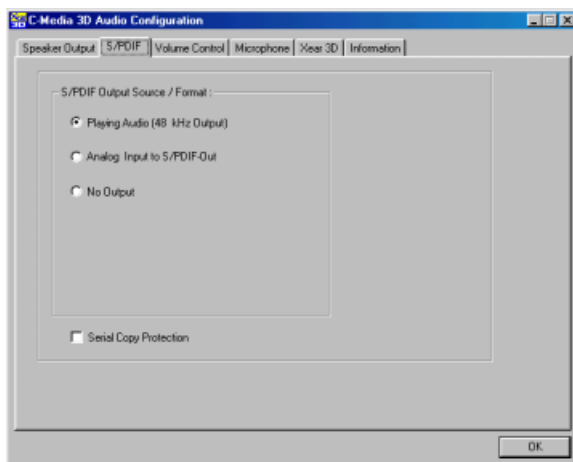 C-Media 3D Audio Configuration
Speaker Output S/PDIF Volume Control Microphone Xear 3D Information
S/PDIF Output Source / Format :
Playing Audio (48 kHz Output)
Analog Input to S/PDIF-Out
No Output
Serial Copy Protection
OK